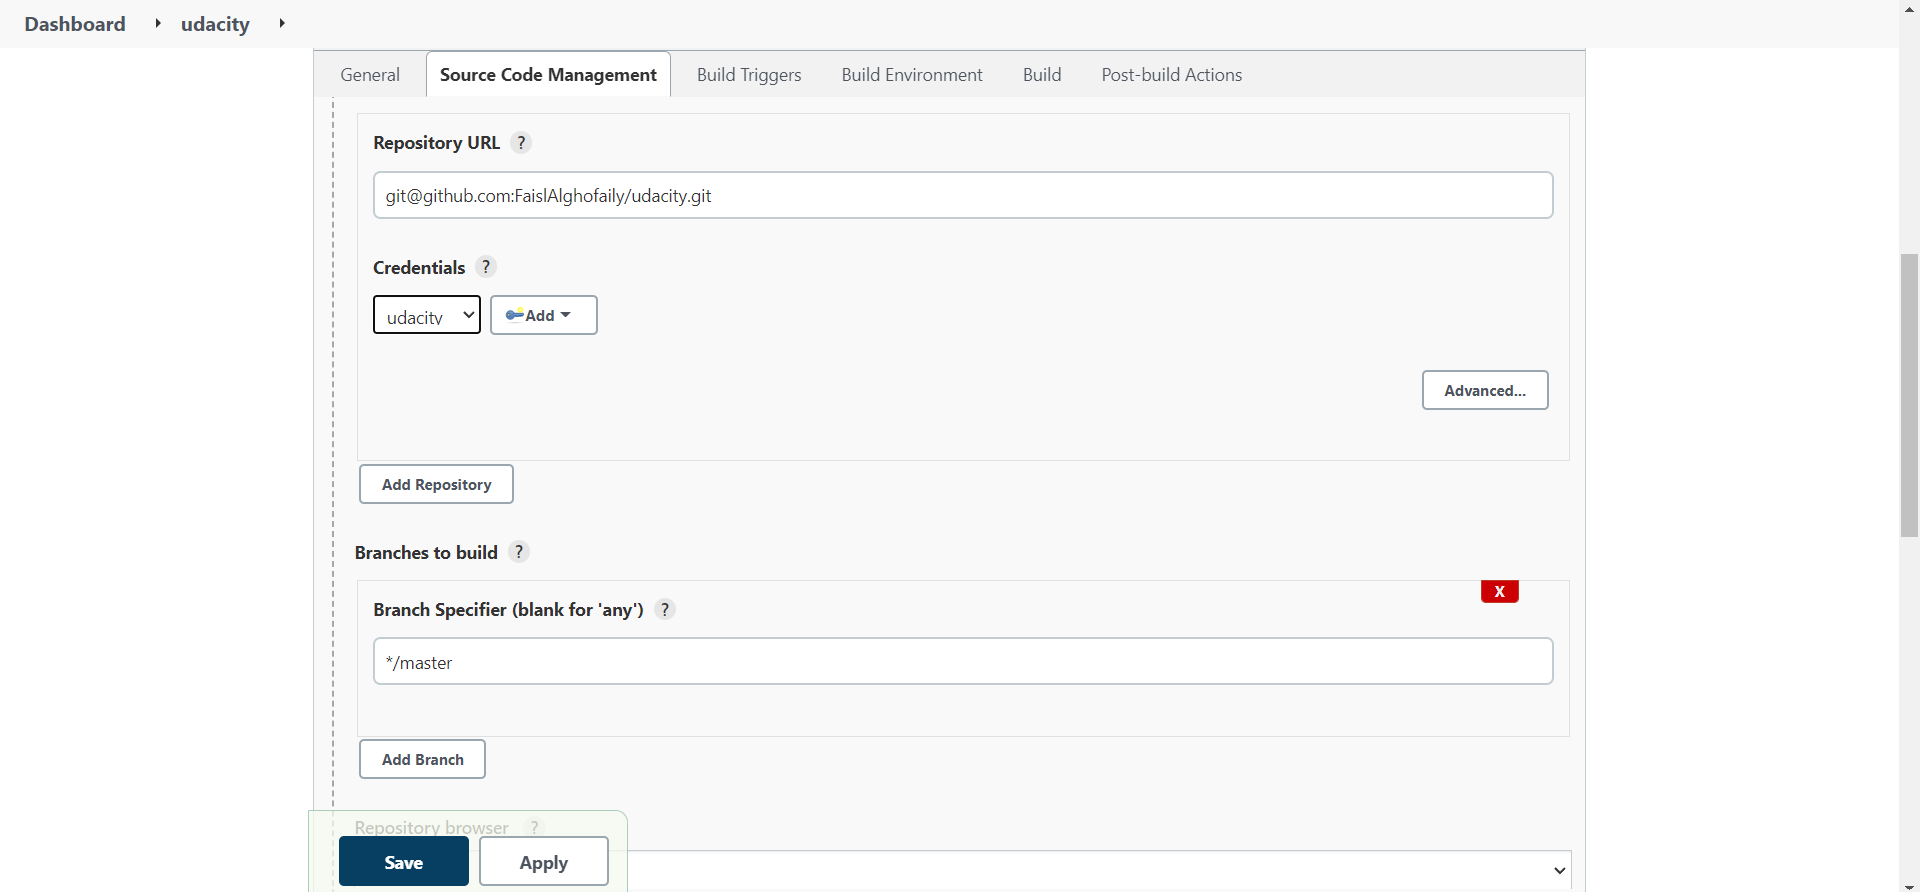 Dashboard udacity
General Source Code Management Build Triggers Build Environment Build Post-build Actions
Repository URL ?
git@github.com:FaislAlghofaily/udacity.git
Credentials ?
udacity Add
Advanced...
Add Repository
Branches to build ?
X
Branch Specifier (blank for 'any') ?
*/master
Add Branch
Repository browser ?
Save Apply